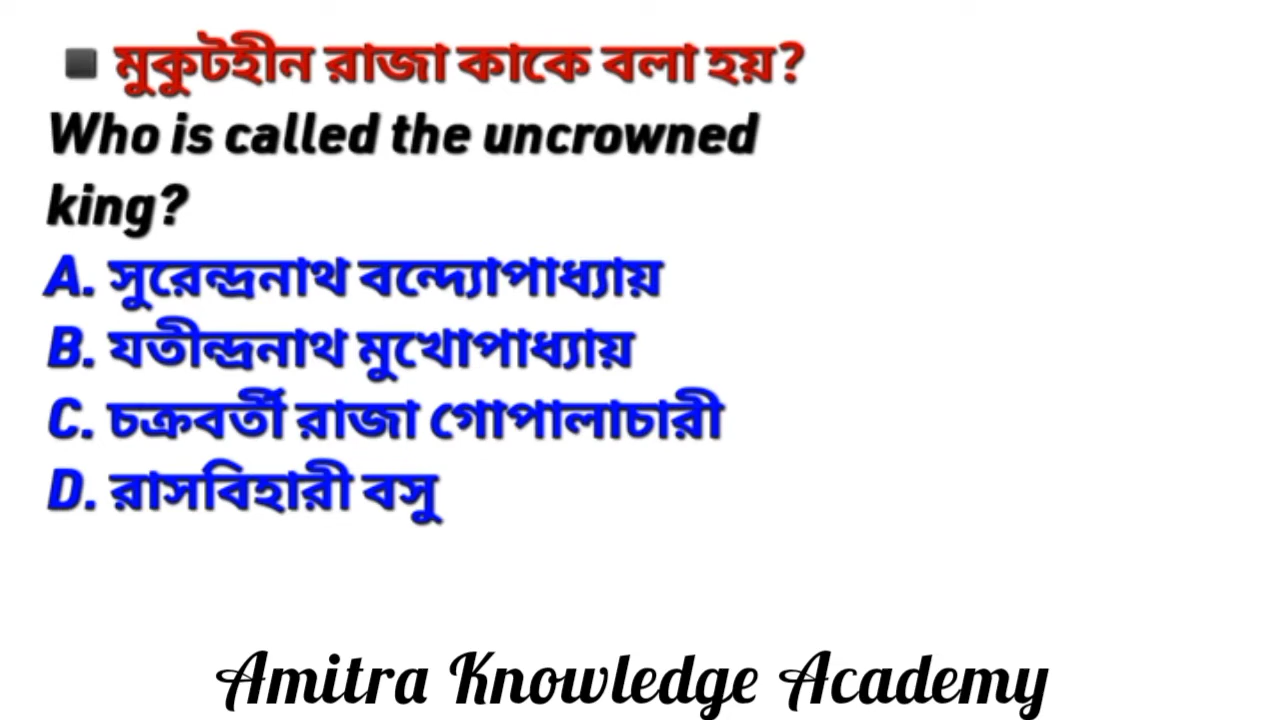 ▪ মুকুটহীন রাজা কাকে বলা হয়?
Who is called the uncrowned
king?
A. সুরেন্দ্রনাথ বন্দ্যোপাধ্যায়
B. যতীন্দ্রনাথ মুখোপাধ্যায়
C. চক্রবর্তী রাজা গোপালাচারী
D. রাসবিহারী বসু
Amitra Knowledge Academy